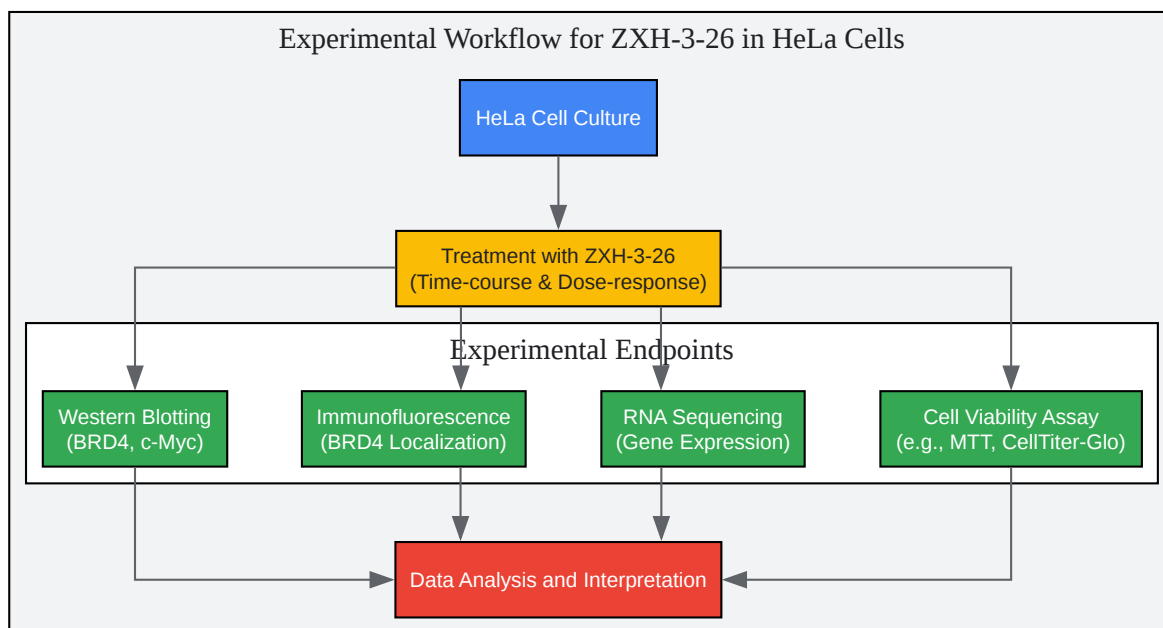 Experimental Workflow for ZXH-3-26 in HeLa Cells
HeLa Cell Culture
Treatment with ZXH-3-26
(Time-course & Dose-response)
Experimental Endpoints
Western Blotting
(BRD4, c-Myc)
Immunofluorescence
(BRD4 Localization)
RNA Sequencing
(Gene Expression)
Cell Viability Assay
(e.g., MTT, CellTiter-Glo)
Data Analysis and Interpretation